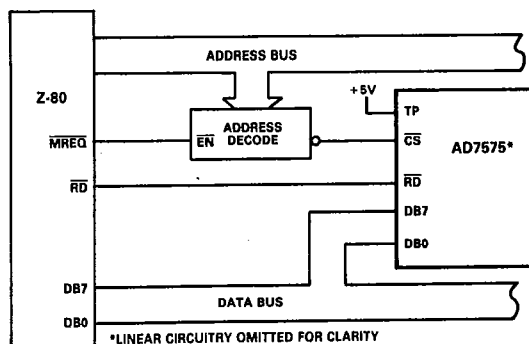 ADDRESS BUS
Z-80
+5V
TP
ADDRESS
DECODE
AD7575*
MREQ
EN
CS
RD
RD
DB7
DB0
DB7
DATA BUS
DB0
*LINEAR CIRCUITRY OMITTED FOR CLARITY